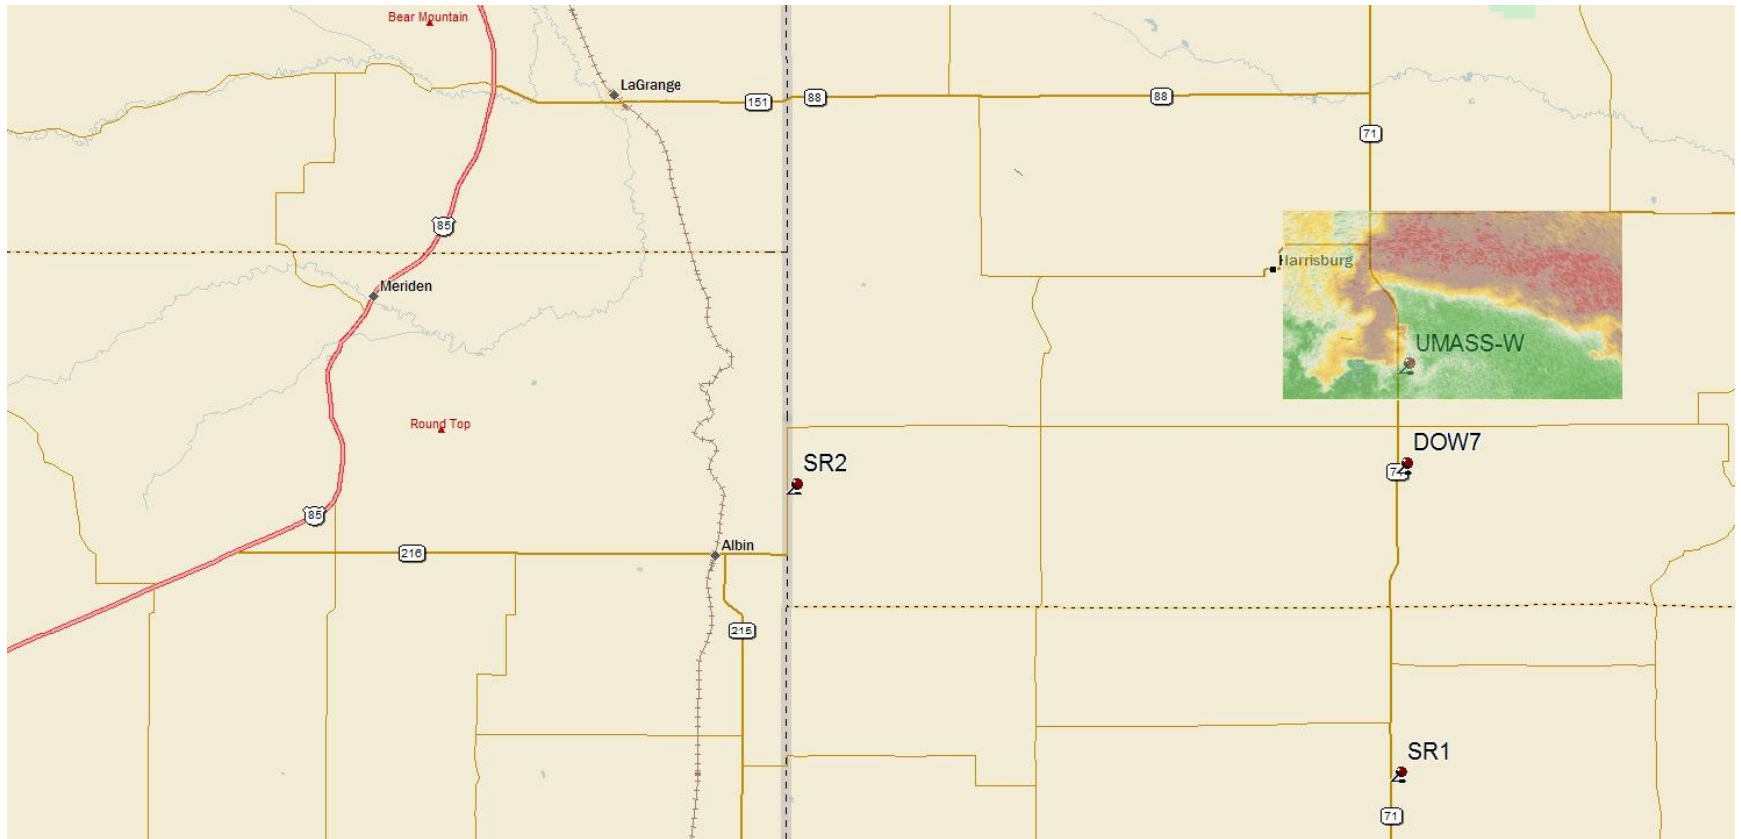 Bear Mountain
LaGrange
151
88
88
71
85
Harrisburg
Meriden
UMASS-W
Round Top
DOW7
SR2
7
85
Albin
216
215
SR1
71